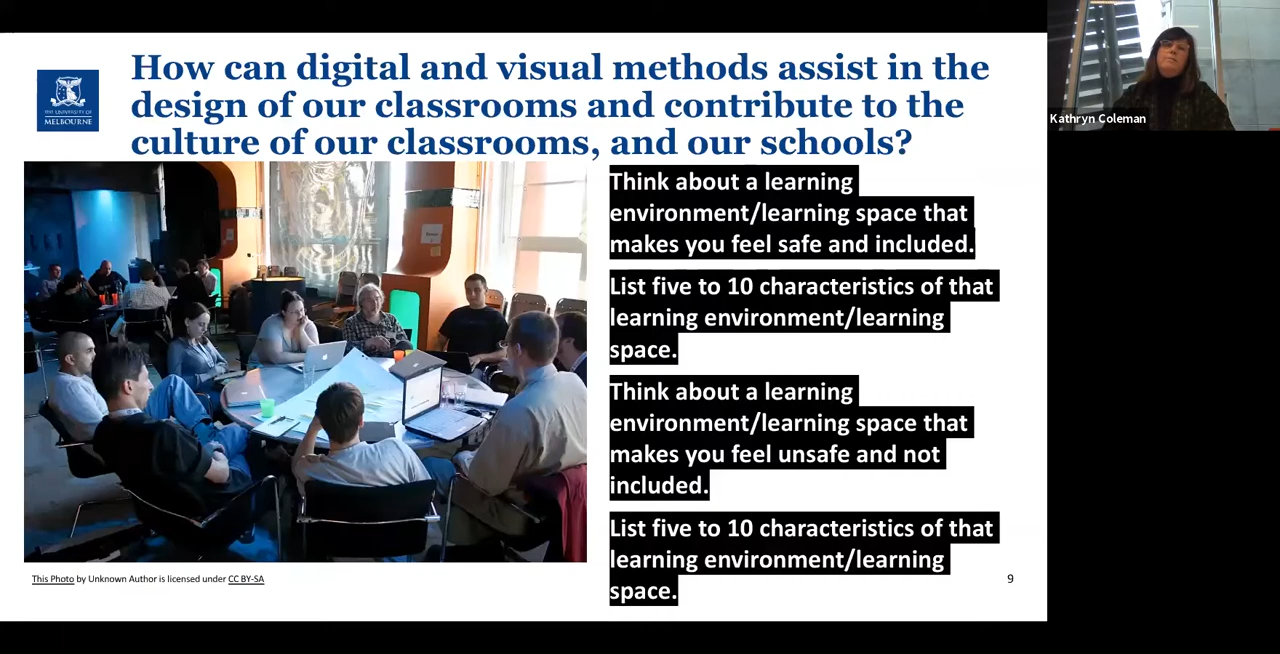 How can digital and visual methods assist in the
design of our classrooms and contribute to the
culture of our classrooms, and our schools?
THE UNIVERSITY OF
MELBOURNE
Think about a learning
environment/learning space that
makes you feel safe and included.
List five to 10 characteristics of that
learning environment/learning
space.
Think about a learning
environment/learning space that
makes you feel unsafe and not
included.
List five to 10 characteristics of that
learning environment/learning
space.
This Photo by Unknown Author is licensed under CC BY-SA
9
Kathryn Coleman